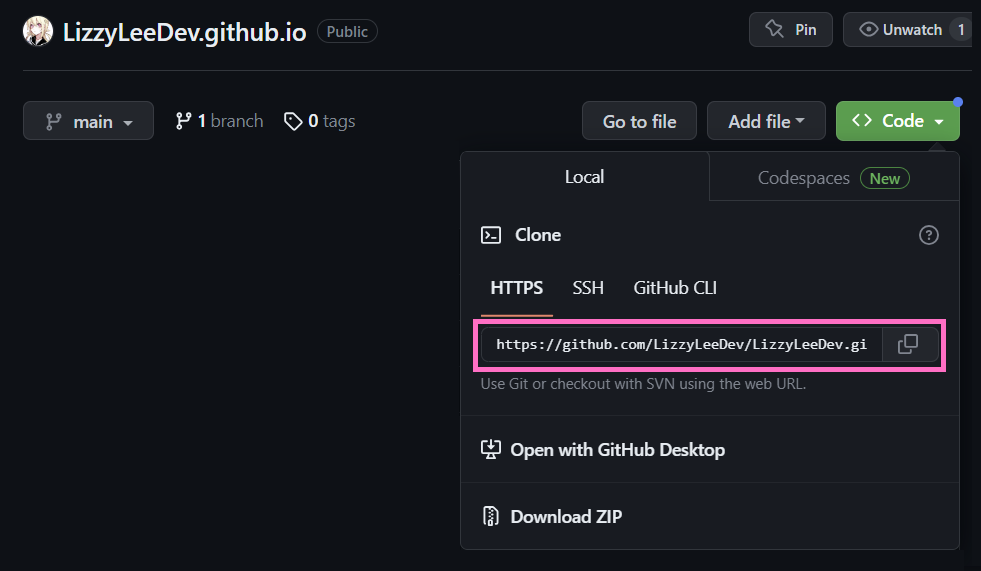 LizzyLeeDev.github.io Public Pin Unwatch 1
main 1 branch 0 tags Go to file Add file <> Code
Local Codespaces New
Clone
HTTPS SSH GitHub CLI
https://github.com/LizzyLeeDev/LizzyLeeDev.gi
Use Git or checkout with SVN using the web URL.
Open with GitHub Desktop
Download ZIP